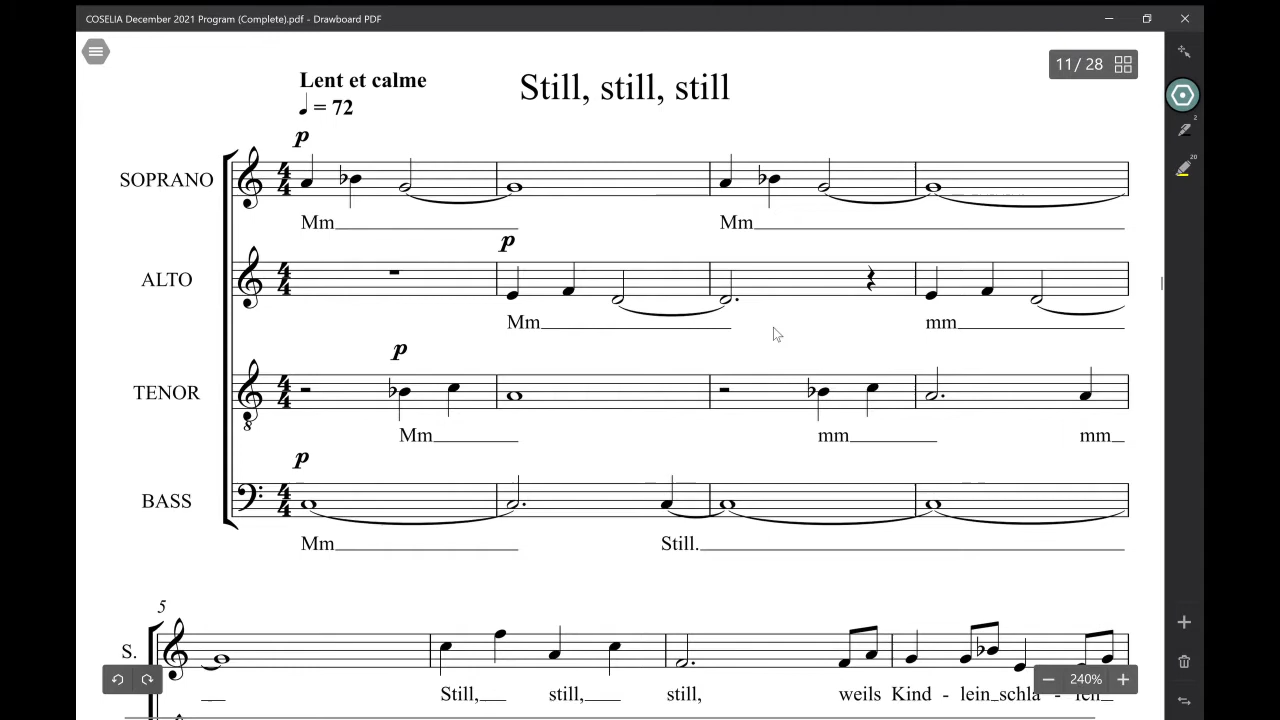 COSELIA December 2021 Program (Complete).pdf - Drawboard PDF
11 / 28
Lent et calme
Still, still, still
♩ = 72
p
SOPRANO
Mm
Mm
p
ALTO
Mm
mm
p
TENOR
Mm
mm
mm
p
BASS
Mm
Still.
5
S.
Still, still, still, weils Kind - lein schla - fen
240%
2
20